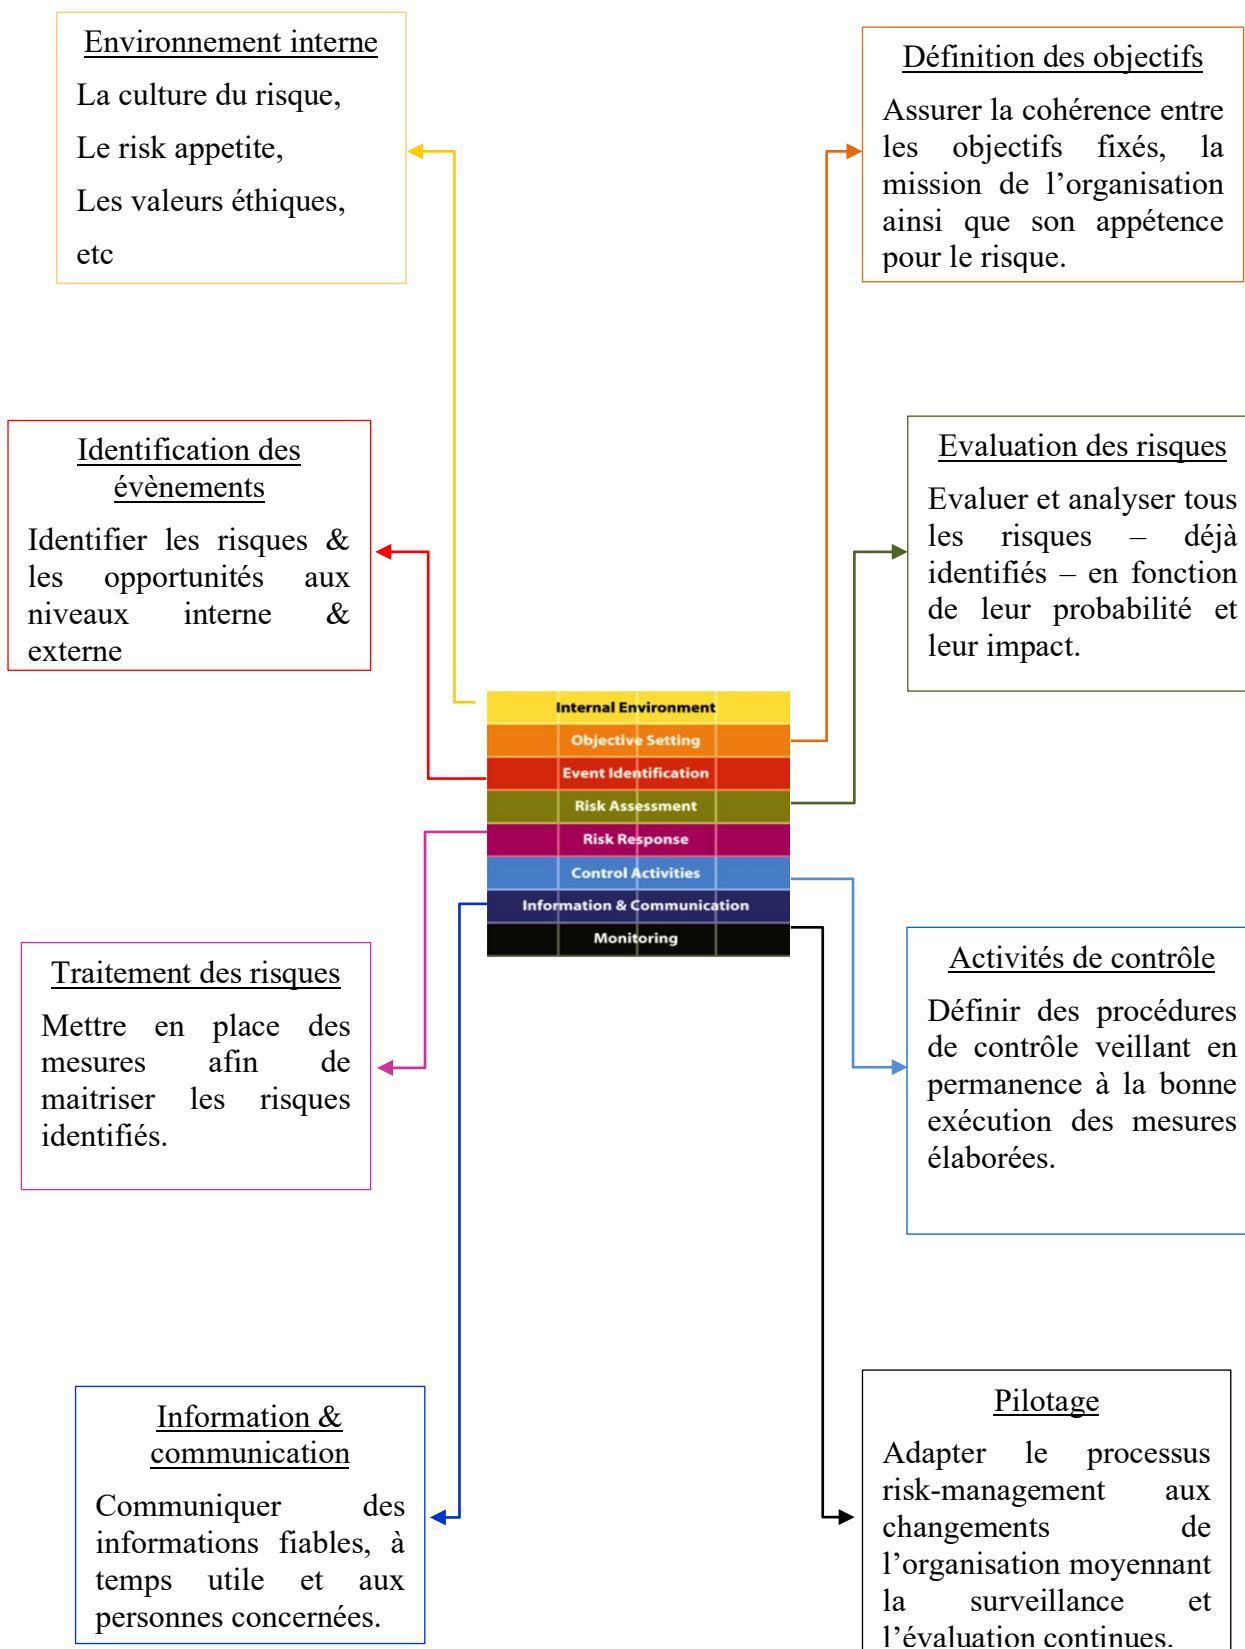 Environnement interne
La culture du risque,
Le risk appetite,
Les valeurs éthiques,
etc
Définition des objectifs
Assurer la cohérence entre
les objectifs fixés, la
mission de l’organisation
ainsi que son appétence
pour le risque.
Identification des
évènements
Identifier les risques &
les opportunités aux
niveaux interne &
externe
Evaluation des risques
Evaluer et analyser tous
les risques – déjà
identifiés – en fonction
de leur probabilité et
leur impact.
Internal Environment
Objective Setting
Event Identification
Risk Assessment
Risk Response
Control Activities
Information & Communication
Monitoring
Traitement des risques
Mettre en place des
mesures afin de
maitriser les risques
identifiés.
Activités de contrôle
Définir des procédures
de contrôle veillant en
permanence à la bonne
exécution des mesures
élaborées.
Information &
communication
Communiquer des
informations fiables, à
temps utile et aux
personnes concernées.
Pilotage
Adapter le processus
risk-management aux
changements de
l’organisation moyennant
la surveillance et
l’évaluation continues.